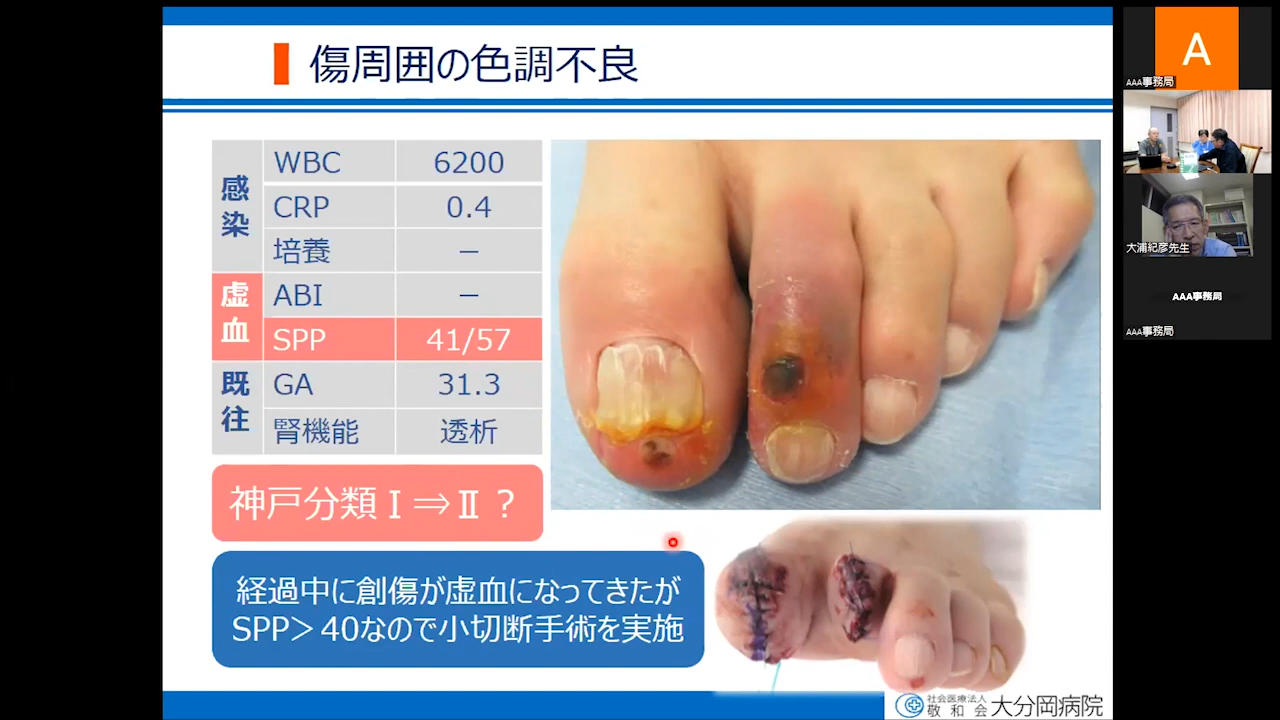 傷周囲の色調不良
感染
WBC 6200
CRP 0.4
培養 －
虚血
ABI －
SPP 41/57
既往
GA 31.3
腎機能 透析
神戸分類Ⅰ⇒Ⅱ？
経過中に創傷が虚血になってきたが
SPP＞40なので小切断手術を実施
社会医療法人
敬和会
大分岡病院
A
AAA事務局
大浦紀彦先生
AAA事務局
AAA事務局